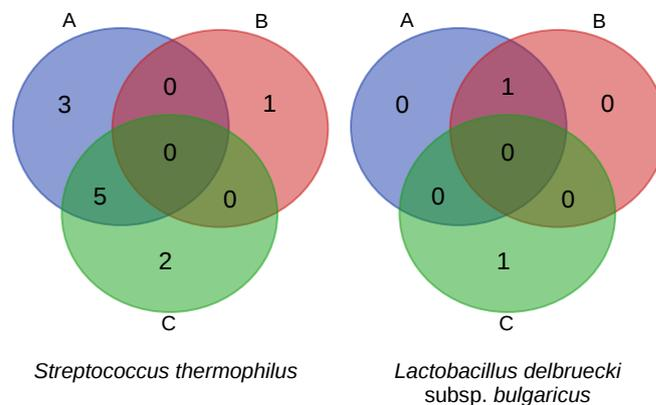 A
B
3
0
1
0
5
0
2
C
Streptococcus thermophilus
A
B
0
1
0
0
0
0
1
C
Lactobacillus delbruecki
subsp. bulgaricus